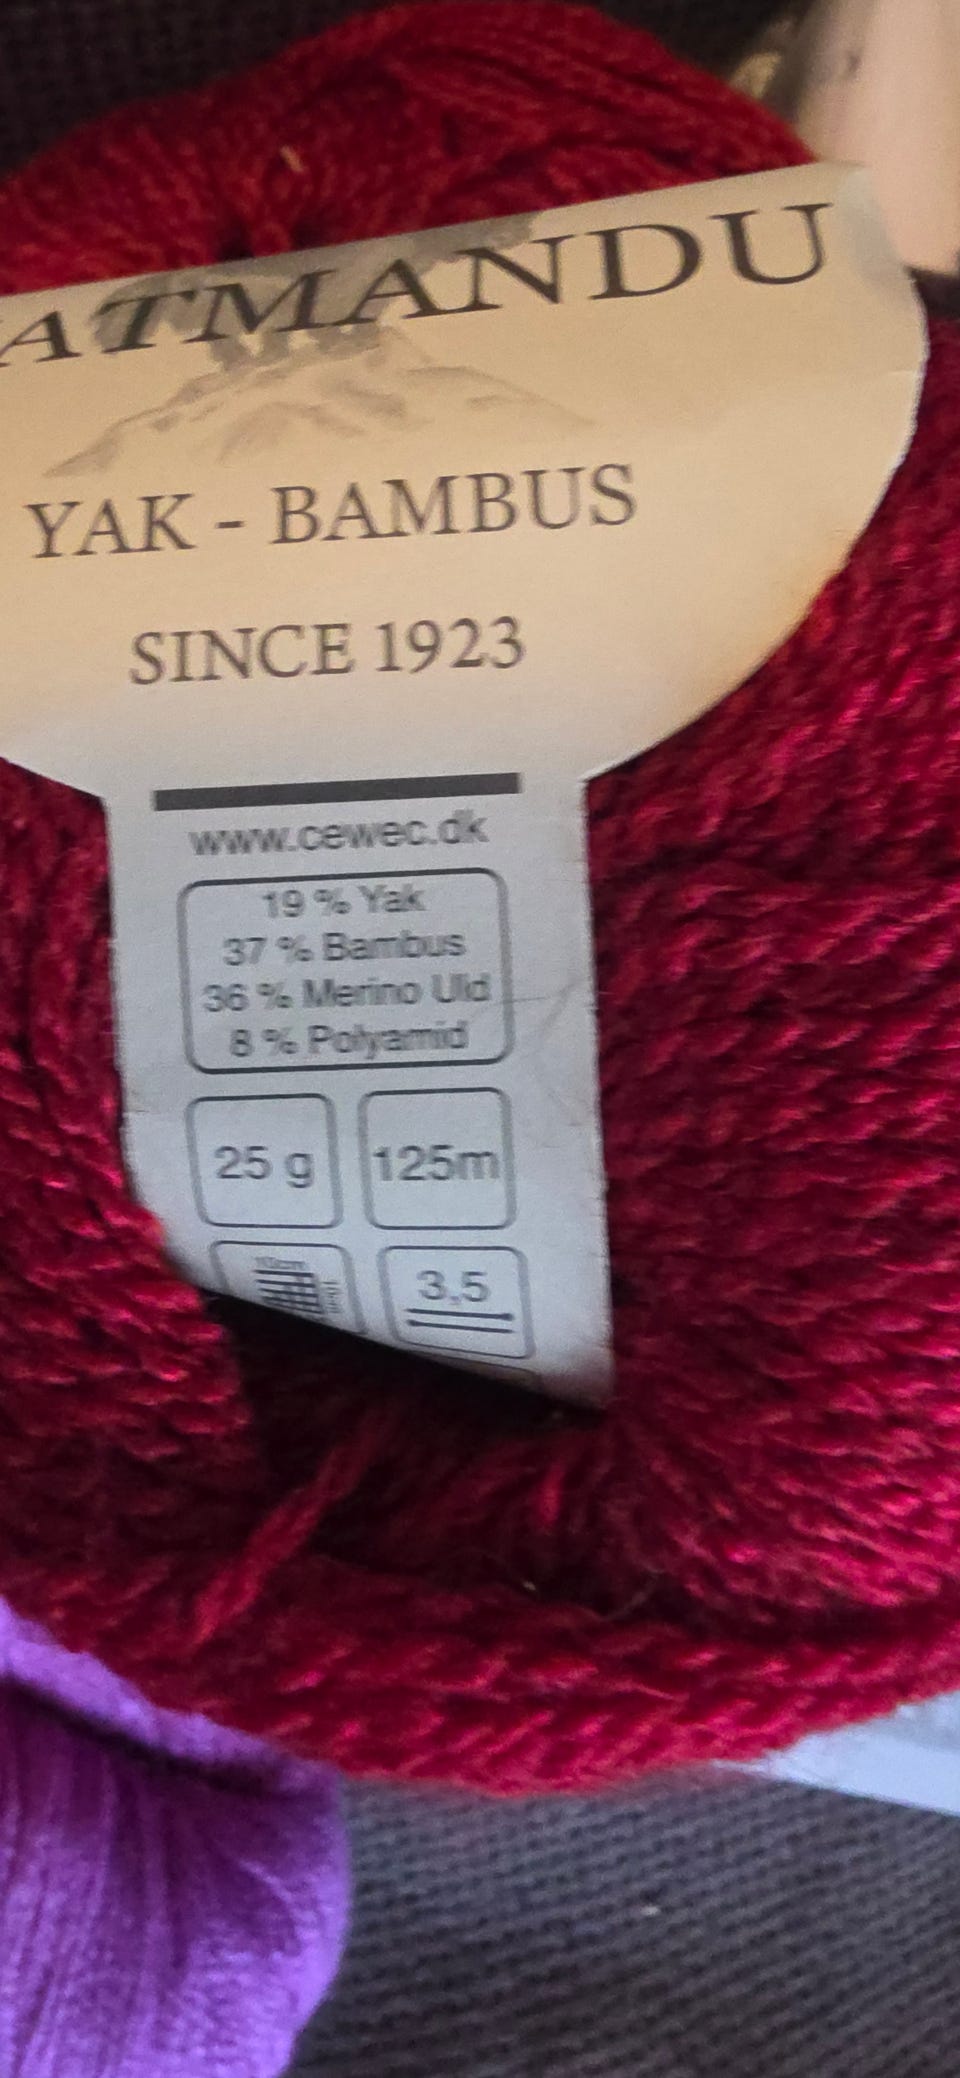 ATMANDU
YAK - BAMBUS
SINCE 1923
www.cewec.dk
19 % Yak
37 % Bambus
36 % Merino Uld
8 % Polyamid
25 g
125m
10cm
3,5